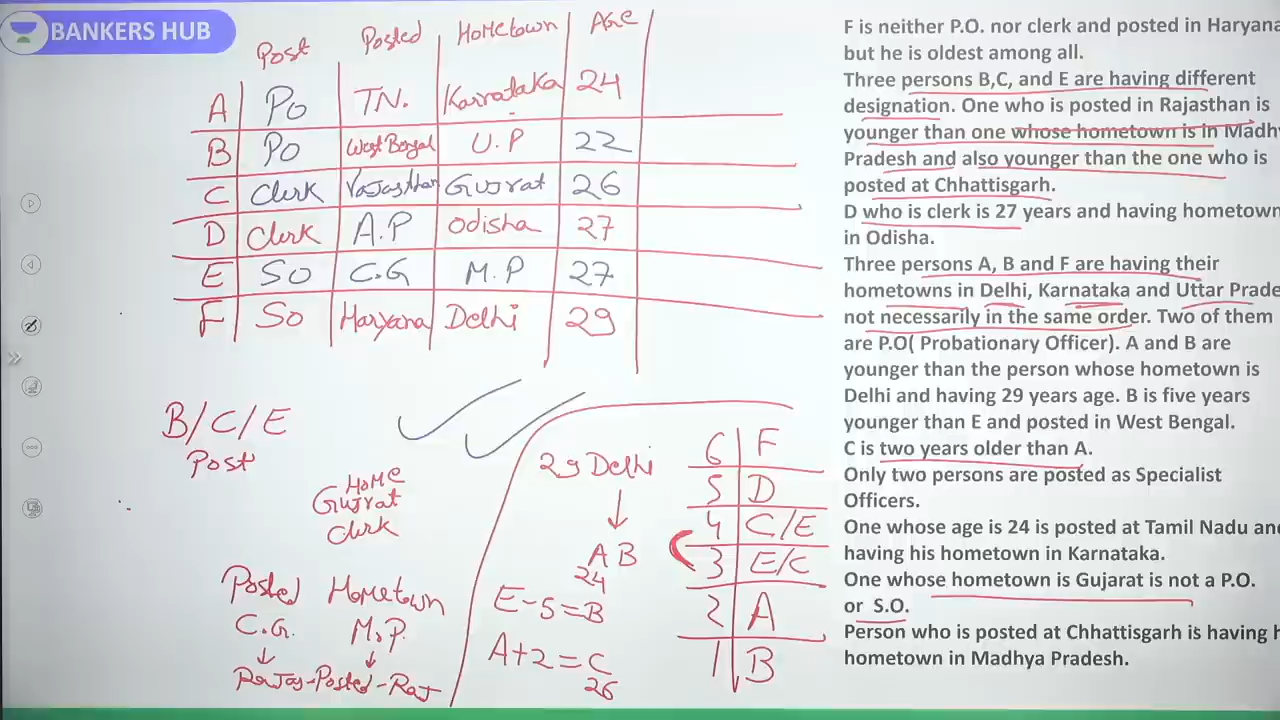 BANKERS HUB
Post Posted Hometown Age
A PO TN. Karnataka 24
B PO West Bengal U.P 22
C Clerk Rajasthan Gujrat 26
D Clerk A.P Odisha 27
E SO C.G M.P 27
F SO Haryana Delhi 29
B/C/E
Post
Home
Gujrat
Clerk
Posted Hometown
C.G. M.P.
Rajas-Posted-Raj
29 Delhi
A B
24
E-5=B
A+2=C
26
6 F
5 D
4 C/E
3 E/C
2 A
1 B
F is neither P.O. nor clerk and posted in Haryana
but he is oldest among all.
Three persons B,C, and E are having different
designation. One who is posted in Rajasthan is
younger than one whose hometown is in Madhy
Pradesh and also younger than the one who is
posted at Chhattisgarh.
D who is clerk is 27 years and having hometown
in Odisha.
Three persons A, B and F are having their
hometowns in Delhi, Karnataka and Uttar Prade
not necessarily in the same order. Two of them
are P.O( Probationary Officer). A and B are
younger than the person whose hometown is
Delhi and having 29 years age. B is five years
younger than E and posted in West Bengal.
C is two years older than A.
Only two persons are posted as Specialist
Officers.
One whose age is 24 is posted at Tamil Nadu and
having his hometown in Karnataka.
One whose hometown is Gujarat is not a P.O.
or S.O.
Person who is posted at Chhattisgarh is having h
hometown in Madhya Pradesh.